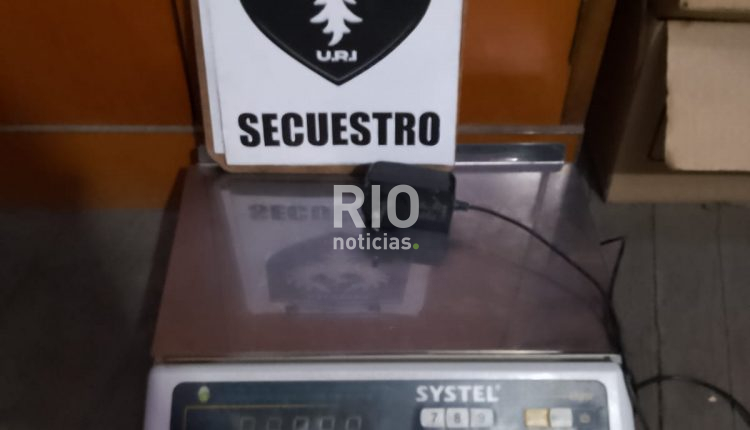 U.R.I
SECUESTRO
RIO
noticias.
SYSTEL
7 8 9